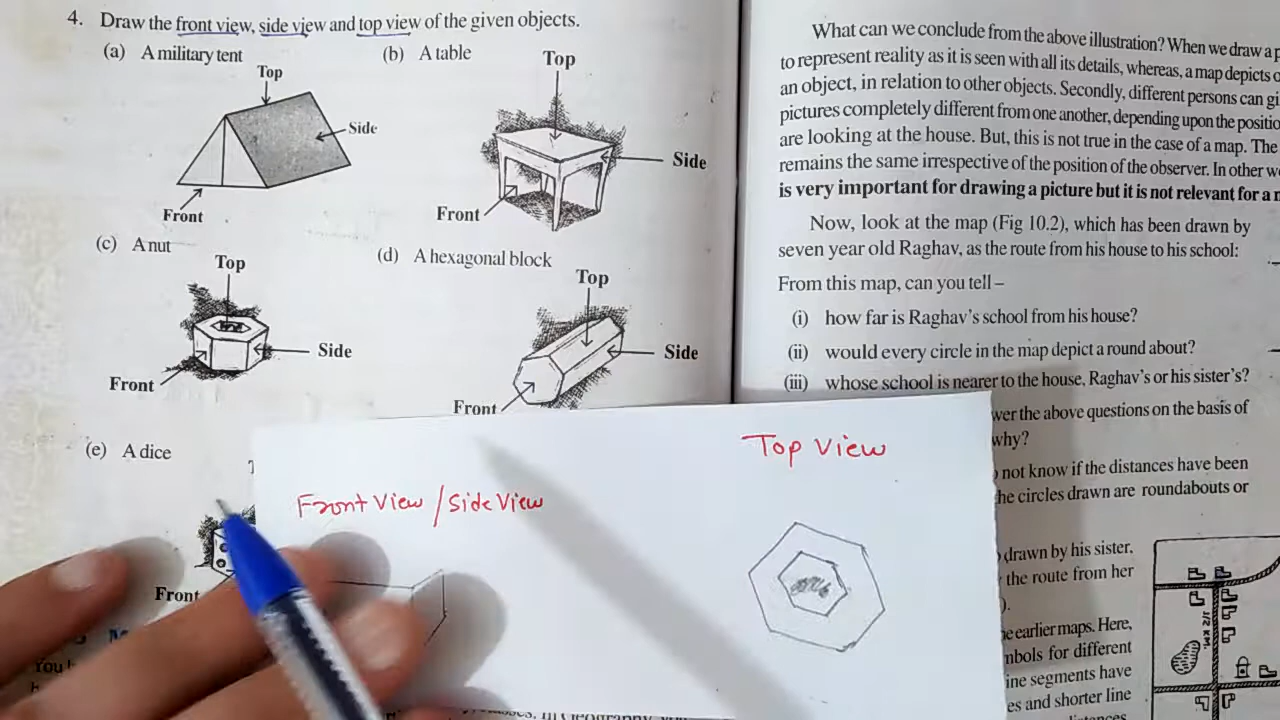 4. Draw the front view, side view and top view of the given objects.
(a) A military tent
(b) A table
Top
Side
Front
Top
Side
Front
(c) A nut
(d) A hexagonal block
Top
Side
Front
Top
Side
Front
(e) A dice
Front
Top View
Front View / Side View
What can we conclude from the above illustration? When we draw a
to represent reality as it is seen with all its details, whereas, a map depicts
an object, in relation to other objects. Secondly, different persons can
pictures completely different from one another, depending upon the
are looking at the house. But, this is not true in the case of a map. The
remains the same irrespective of the position of the observer. In other
is very important for drawing a picture but it is not relevant for a
Now, look at the map (Fig 10.2), which has been drawn by
seven year old Raghav, as the route from his house to his school:
From this map, can you tell –
(i) how far is Raghav's school from his house?
(ii) would every circle in the map depict a round about?
(iii) whose school is nearer to the house, Raghav's or his sister's?
the above questions on the basis of
why?
not know if the distances have been
circles drawn are roundabouts or
drawn by his sister.
the route from her
earlier maps. Here,
for different
line segments have
and shorter line
1/2 KM.